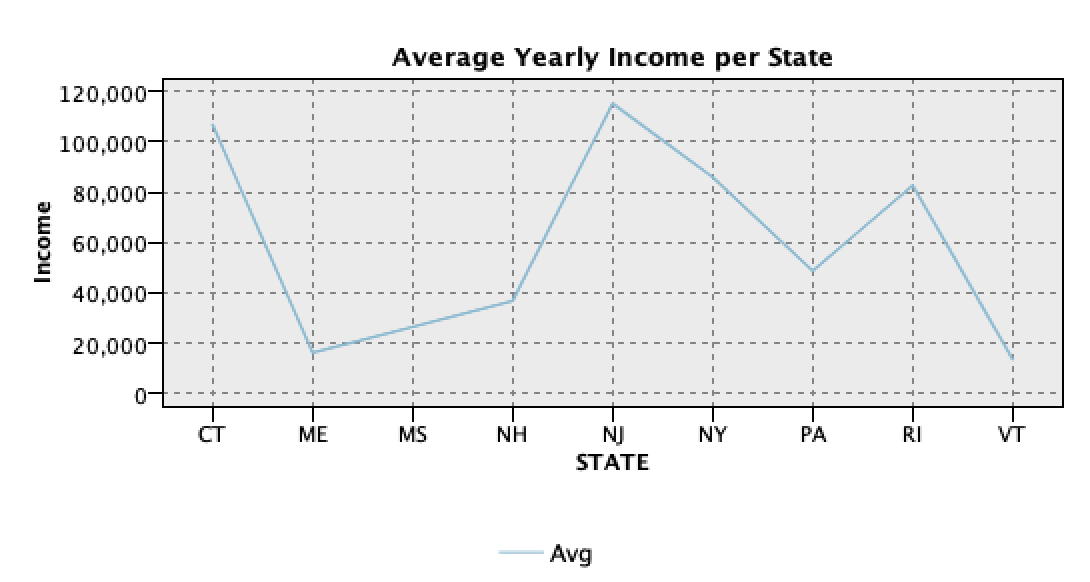 Average Yearly Income per State
Income
120,000
100,000
80,000
60,000
40,000
20,000
0
CT ME MS NH NJ NY PA RI VT
STATE
Avg